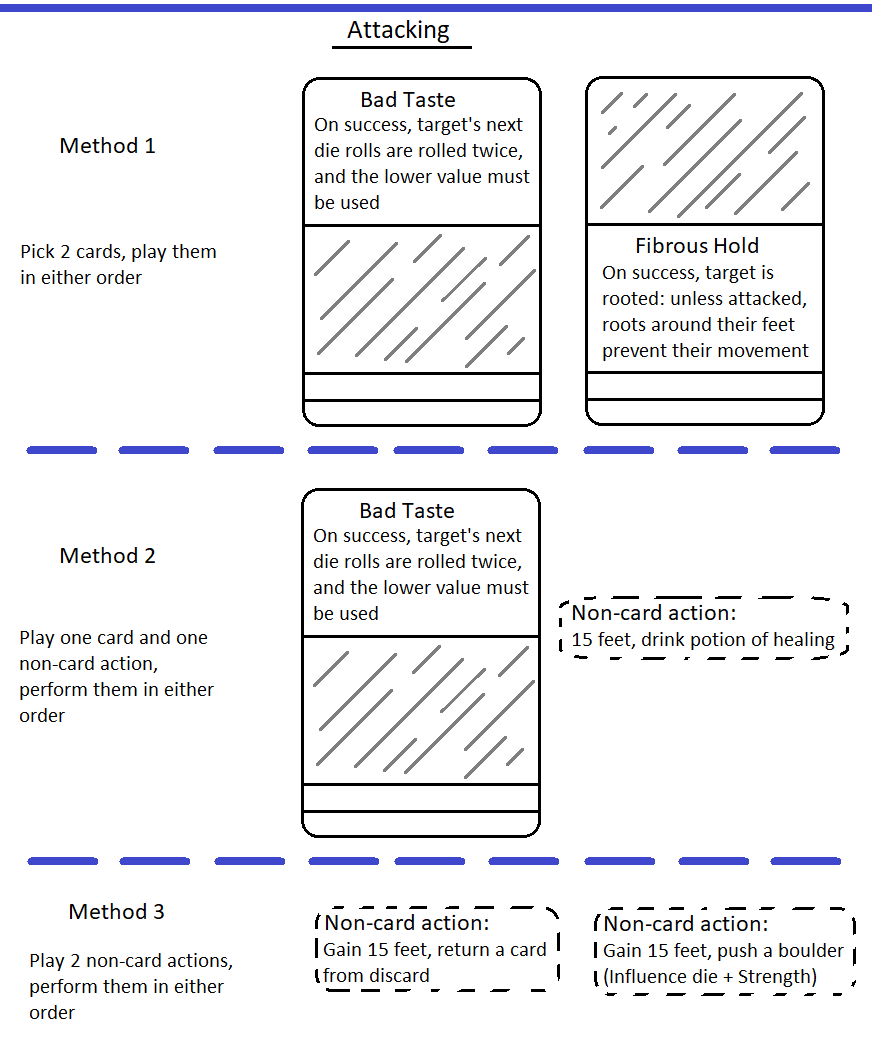 Attacking
Method 1
Pick 2 cards, play them
in either order
Bad Taste
On success, target's next
die rolls are rolled twice,
and the lower value must
be used
Fibrous Hold
On success, target is
rooted: unless attacked,
roots around their feet
prevent their movement
Method 2
Play one card and one
non-card action,
perform them in either
order
Bad Taste
On success, target's next
die rolls are rolled twice,
and the lower value must
be used
Non-card action:
15 feet, drink potion of healing
Method 3
Play 2 non-card actions,
perform them in either
order
Non-card action:
Gain 15 feet, return a card
from discard
Non-card action:
Gain 15 feet, push a boulder
(Influence die + Strength)